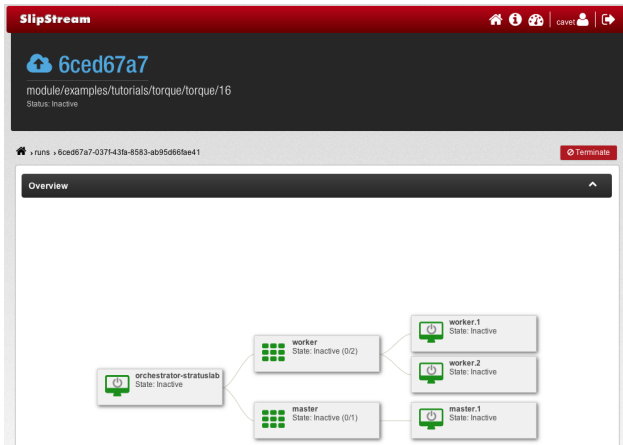 SlipStream
cavet
6ced67a7
module/examples/tutorials/torque/torque/16
Status: Inactive
runs › 6ced67a7-037f-43fa-8583-ab95d66fae41
Terminate
Overview
worker.1
State: Inactive
worker
State: Inactive (0/2)
worker.2
State: Inactive
orchestrator-stratuslab
State: Inactive
master
State: Inactive (0/1)
master.1
State: Inactive